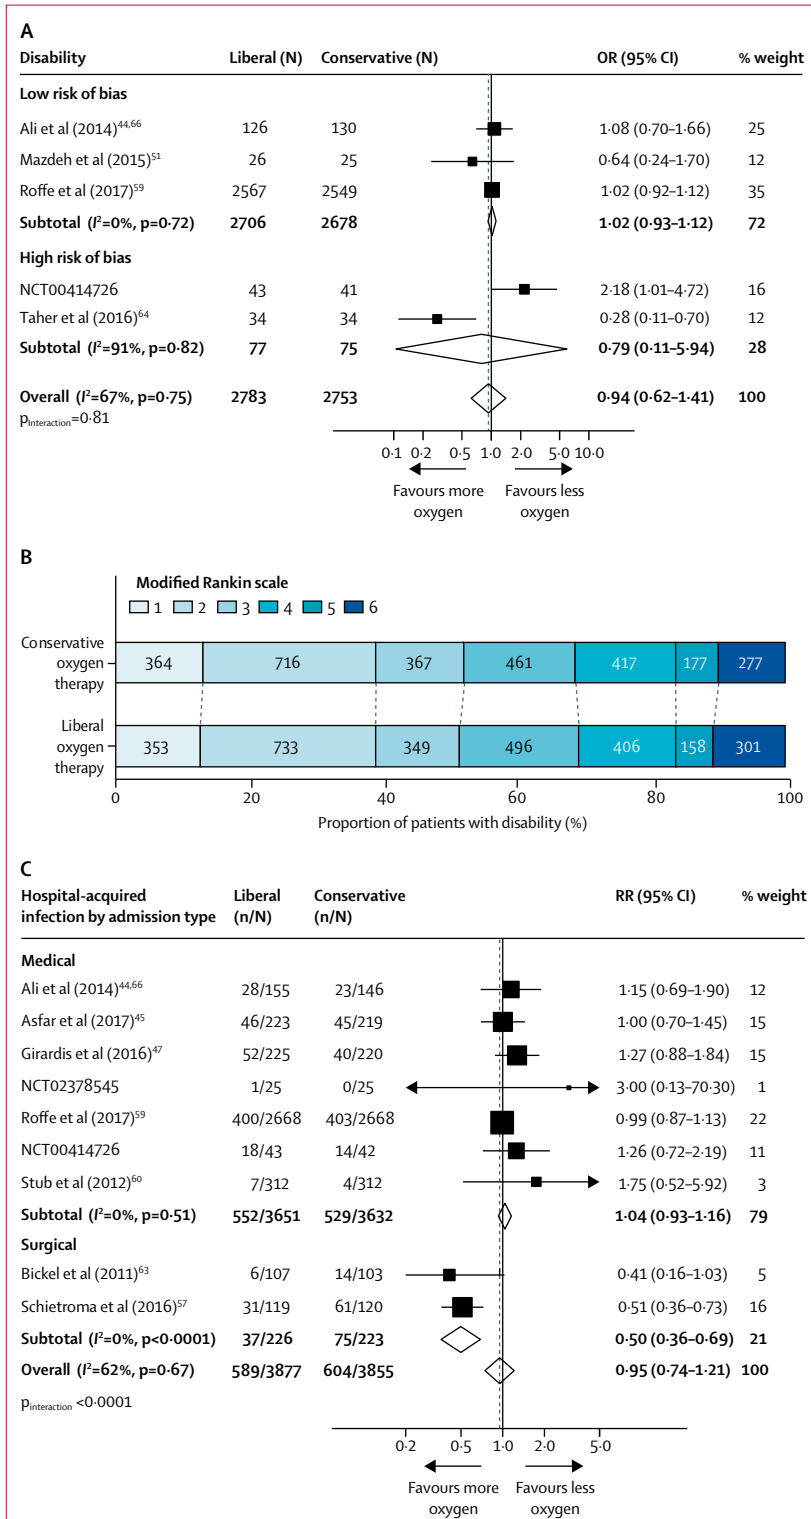 A
Disability Liberal (N) Conservative (N) OR (95% CI) % weight
Low risk of bias
Ali et al (2014)44,66 126 130 1·08 (0·70–1·66) 25
Mazdeh et al (2015)51 26 25 0·64 (0·24–1·70) 12
Roffe et al (2017)59 2567 2549 1·02 (0·92–1·12) 35
Subtotal (I²=0%, p=0·72) 2706 2678 1·02 (0·93–1·12) 72
High risk of bias
NCT00414726 43 41 2·18 (1·01–4·72) 16
Taher et al (2016)64 34 34 0·28 (0·11–0·70) 12
Subtotal (I²=91%, p=0·82) 77 75 0·79 (0·11–5·94) 28
Overall (I²=67%, p=0·75) 2783 2753 0·94 (0·62–1·41) 100
pInteraction=0·81
0·1 0·2 0·5 1·0 2·0 5·0 10·0
Favours more oxygen Favours less oxygen
B
Modified Rankin scale
1 2 3 4 5 6
Conservative oxygen therapy 364 716 367 461 417 177 277
Liberal oxygen therapy 353 733 349 496 406 158 301
0 20 40 60 80 100
Proportion of patients with disability (%)
C
Hospital-acquired infection by admission type Liberal (n/N) Conservative (n/N) RR (95% CI) % weight
Medical
Ali et al (2014)44,66 28/155 23/146 1·15 (0·69–1·90) 12
Asfar et al (2017)45 46/223 45/219 1·00 (0·70–1·45) 15
Girardis et al (2016)47 52/225 40/220 1·27 (0·88–1·84) 15
NCT02378545 1/25 0/25 3·00 (0·13–70·30) 1
Roffe et al (2017)59 400/2668 403/2668 0·99 (0·87–1·13) 22
NCT00414726 18/43 14/42 1·26 (0·72–2·19) 11
Stub et al (2012)60 7/312 4/312 1·75 (0·52–5·92) 3
Subtotal (I²=0%, p=0·51) 552/3651 529/3632 1·04 (0·93–1·16) 79
Surgical
Bickel et al (2011)63 6/107 14/103 0·41 (0·16–1·03) 5
Schietroma et al (2016)57 31/119 61/120 0·51 (0·36–0·73) 16
Subtotal (I²=0%, p<0·0001) 37/226 75/223 0·50 (0·36–0·69) 21
Overall (I²=62%, p=0·67) 589/3877 604/3855 0·95 (0·74–1·21) 100
pinteraction <0·0001
0·2 0·5 1·0 2·0 5·0
Favours more oxygen Favours less oxygen